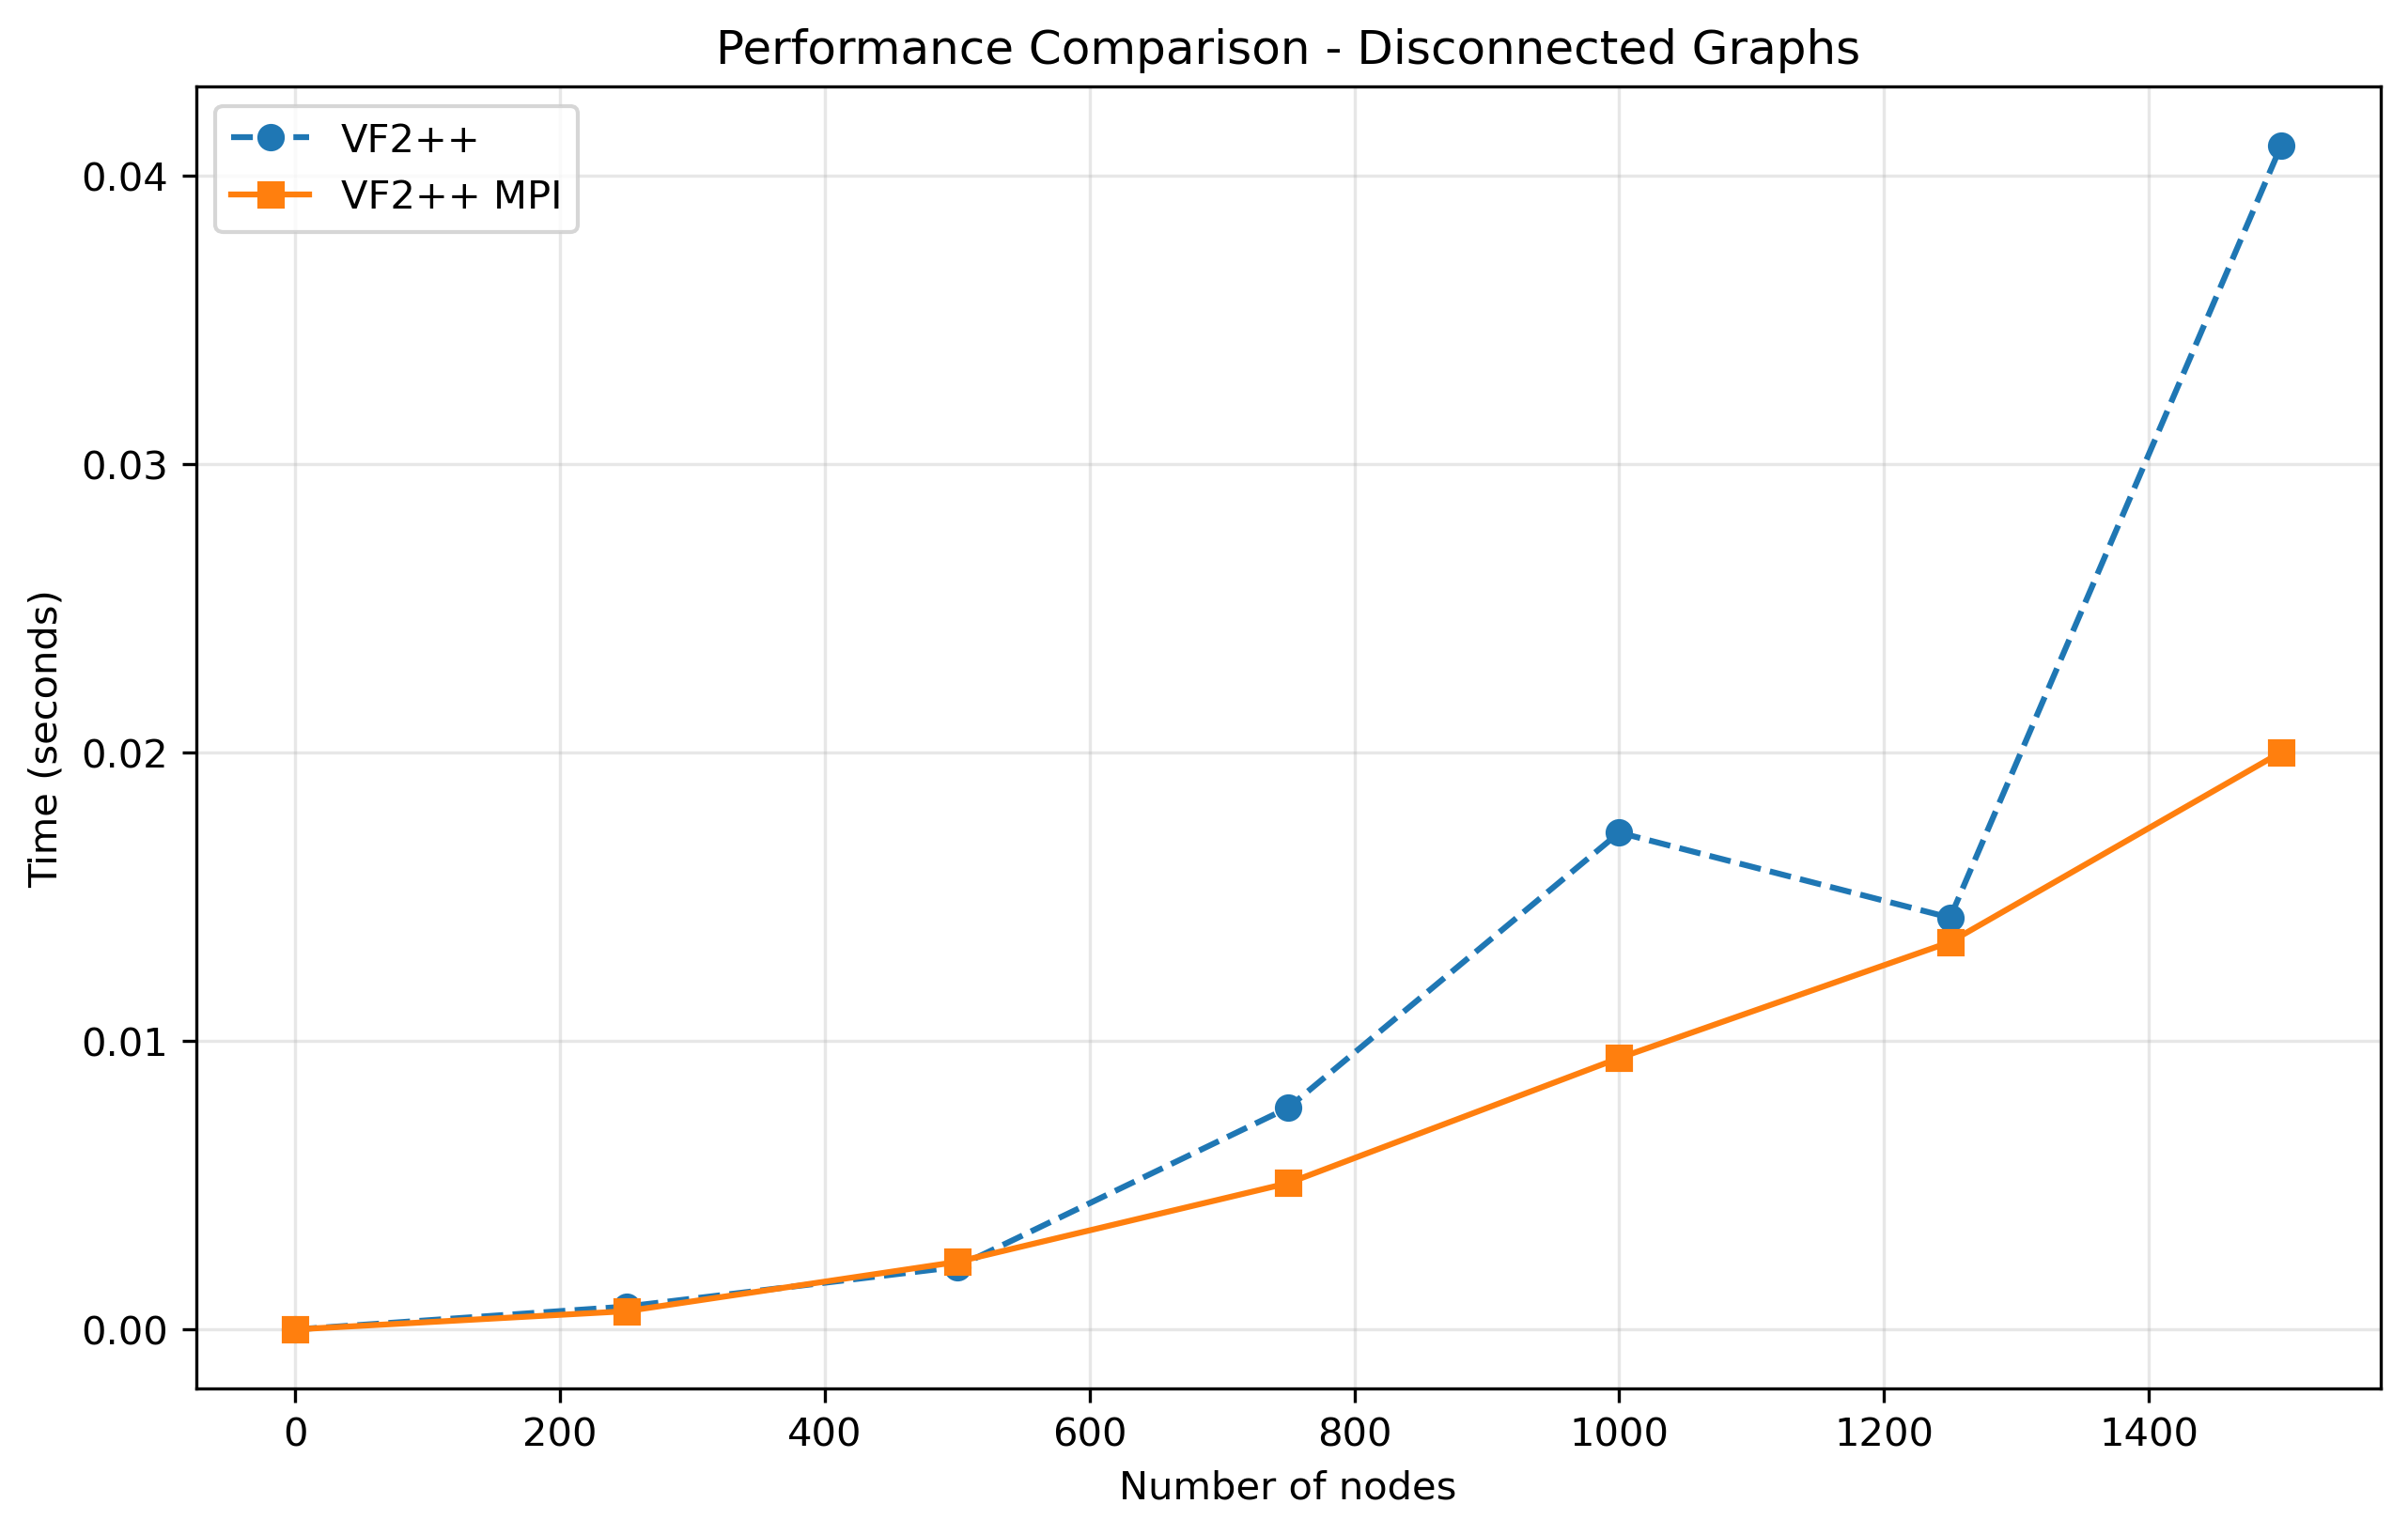 Performance Comparison - Disconnected Graphs
VF2++
VF2++ MPI
0.04
0.03
0.02
0.01
0.00
Time (seconds)
0 200 400 600 800 1000 1200 1400
Number of nodes